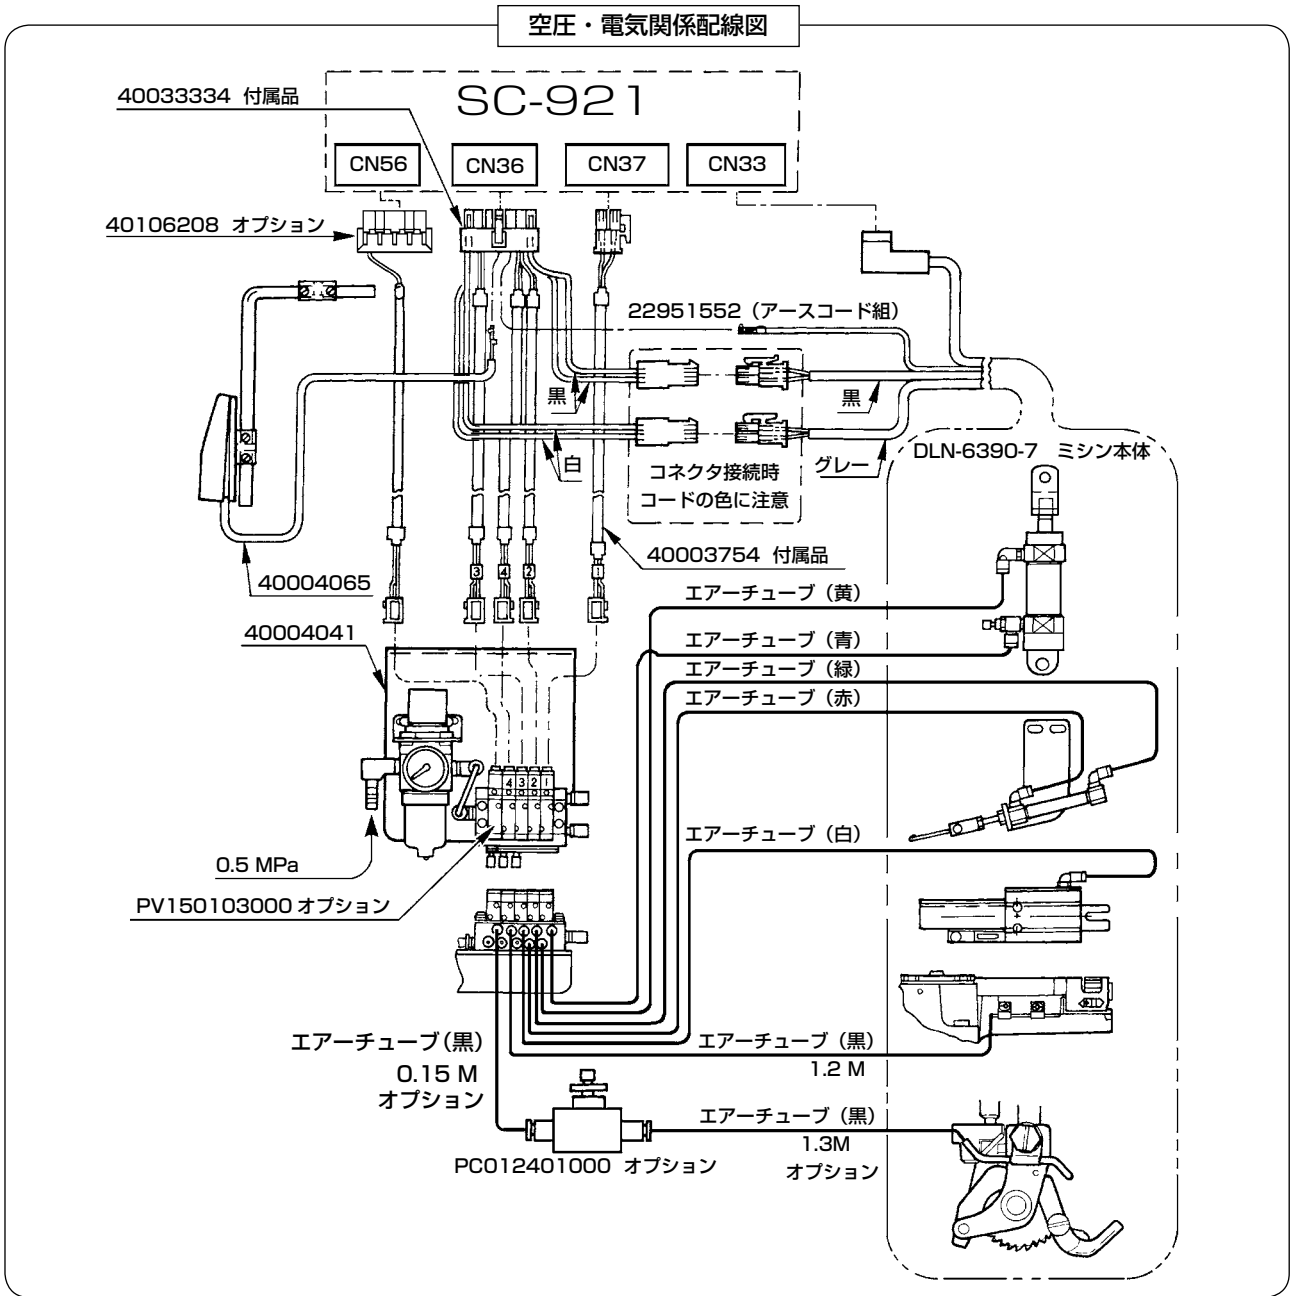 空圧・電気関係配線図
40033334 付属品
SC-921
CN56
CN36
CN37
CN33
40106208 オプション
22951552（アースコード組）
黒
黒
白
グレー
コネクタ接続時
コードの色に注意
DLN-6390-7 ミシン本体
40003754 付属品
3
4
2
1
40004065
エアーチューブ（黄）
40004041
エアーチューブ（青）
エアーチューブ（緑）
エアーチューブ（赤）
4 3 2 1
エアーチューブ（白）
0.5 MPa
PV150103000 オプション
エアーチューブ（黒）
0.15 M
オプション
エアーチューブ（黒）
1.2 M
エアーチューブ（黒）
1.3M
オプション
PC012401000 オプション
C